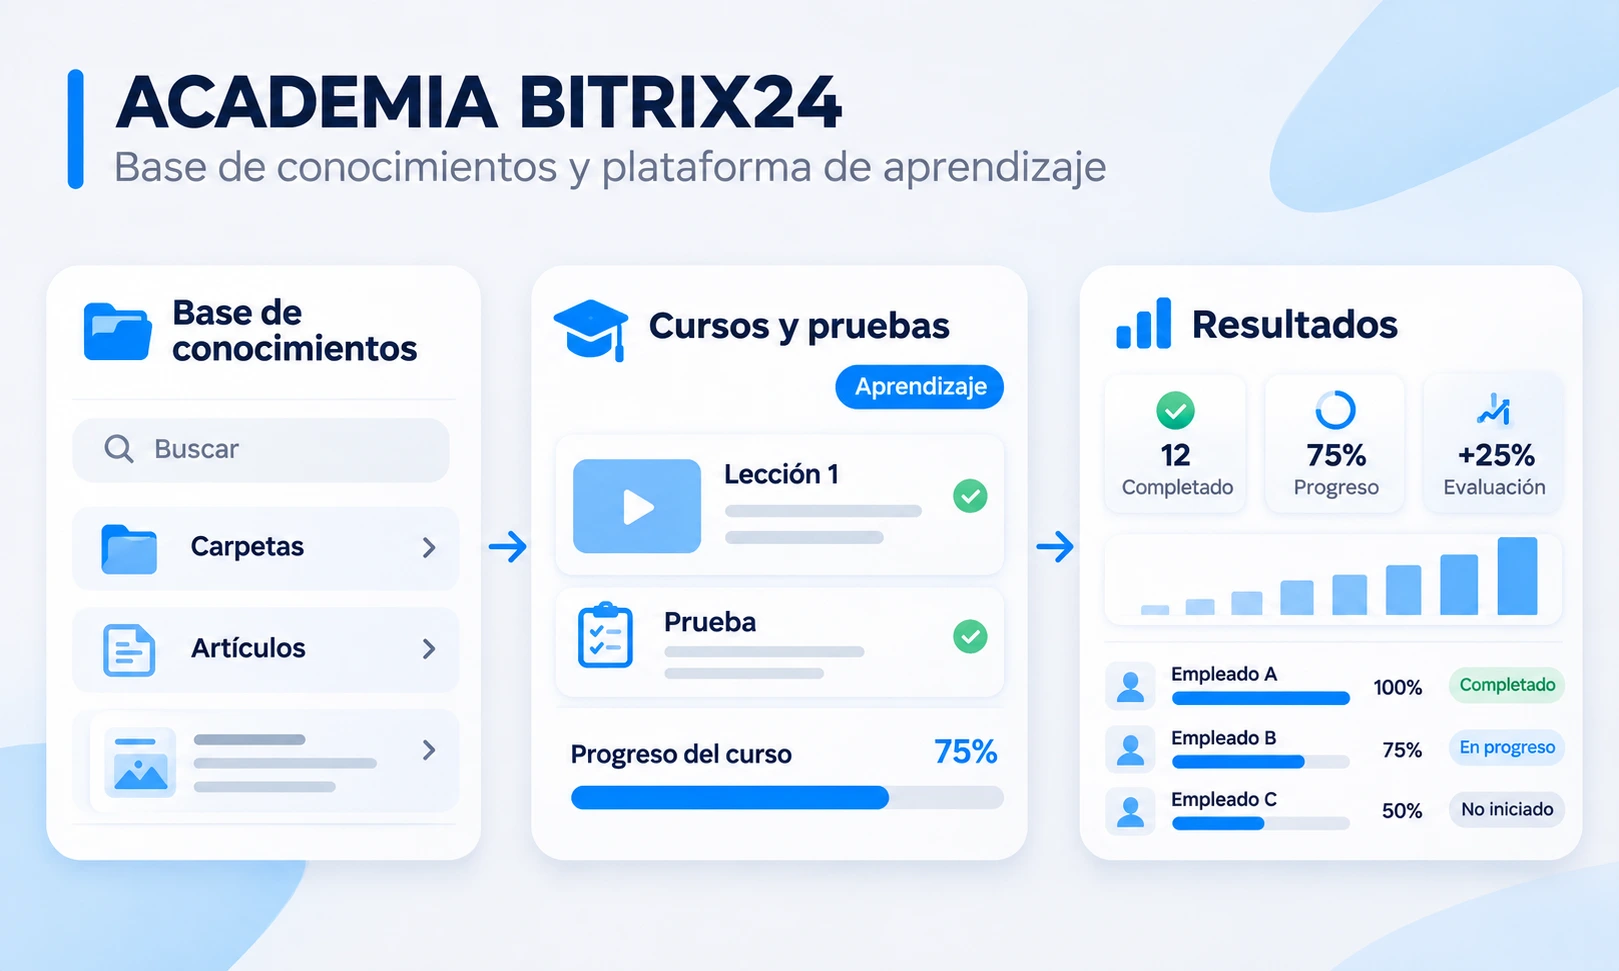 ACADEMIA BITRIX24
Base de conocimientos y plataforma de aprendizaje
Base de
conocimientos
Buscar
Carpetas
Artículos
Cursos y pruebas
Aprendizaje
Lección 1
Prueba
Progreso del curso 75%
Resultados
12
Completado
75%
Progreso
+25%
Evaluación
Empleado A 100% Completado
Empleado B 75% En progreso
Empleado C 50% No iniciado